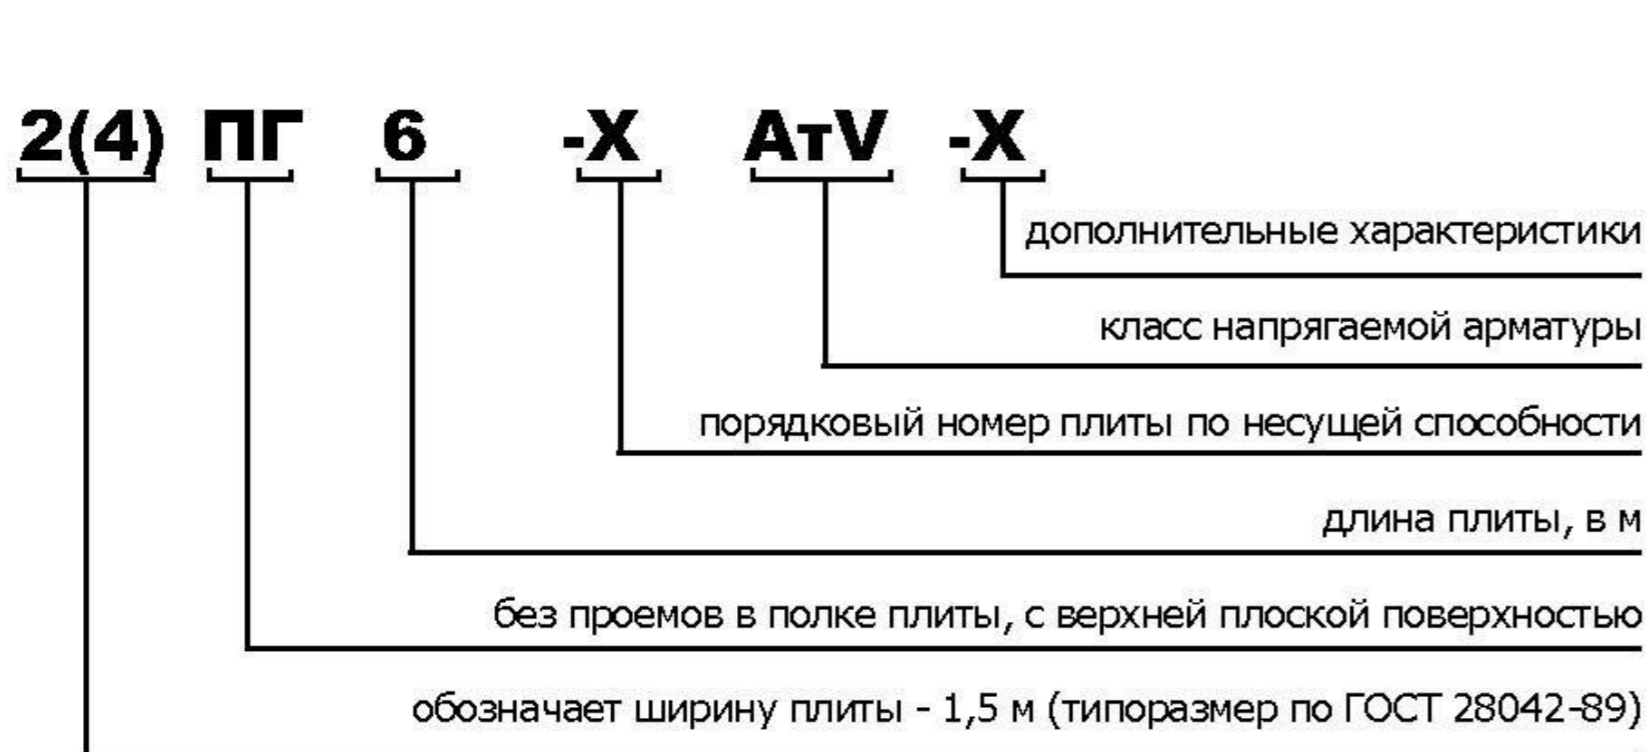 2(4) ПГ 6 -Х АтV -Х
дополнительные характеристики
класс напрягаемой арматуры
порядковый номер плиты по несущей способности
длина плиты, в м
без проемов в полке плиты, с верхней плоской поверхностью
обозначает ширину плиты - 1,5 м (типоразмер по ГОСТ 28042-89)